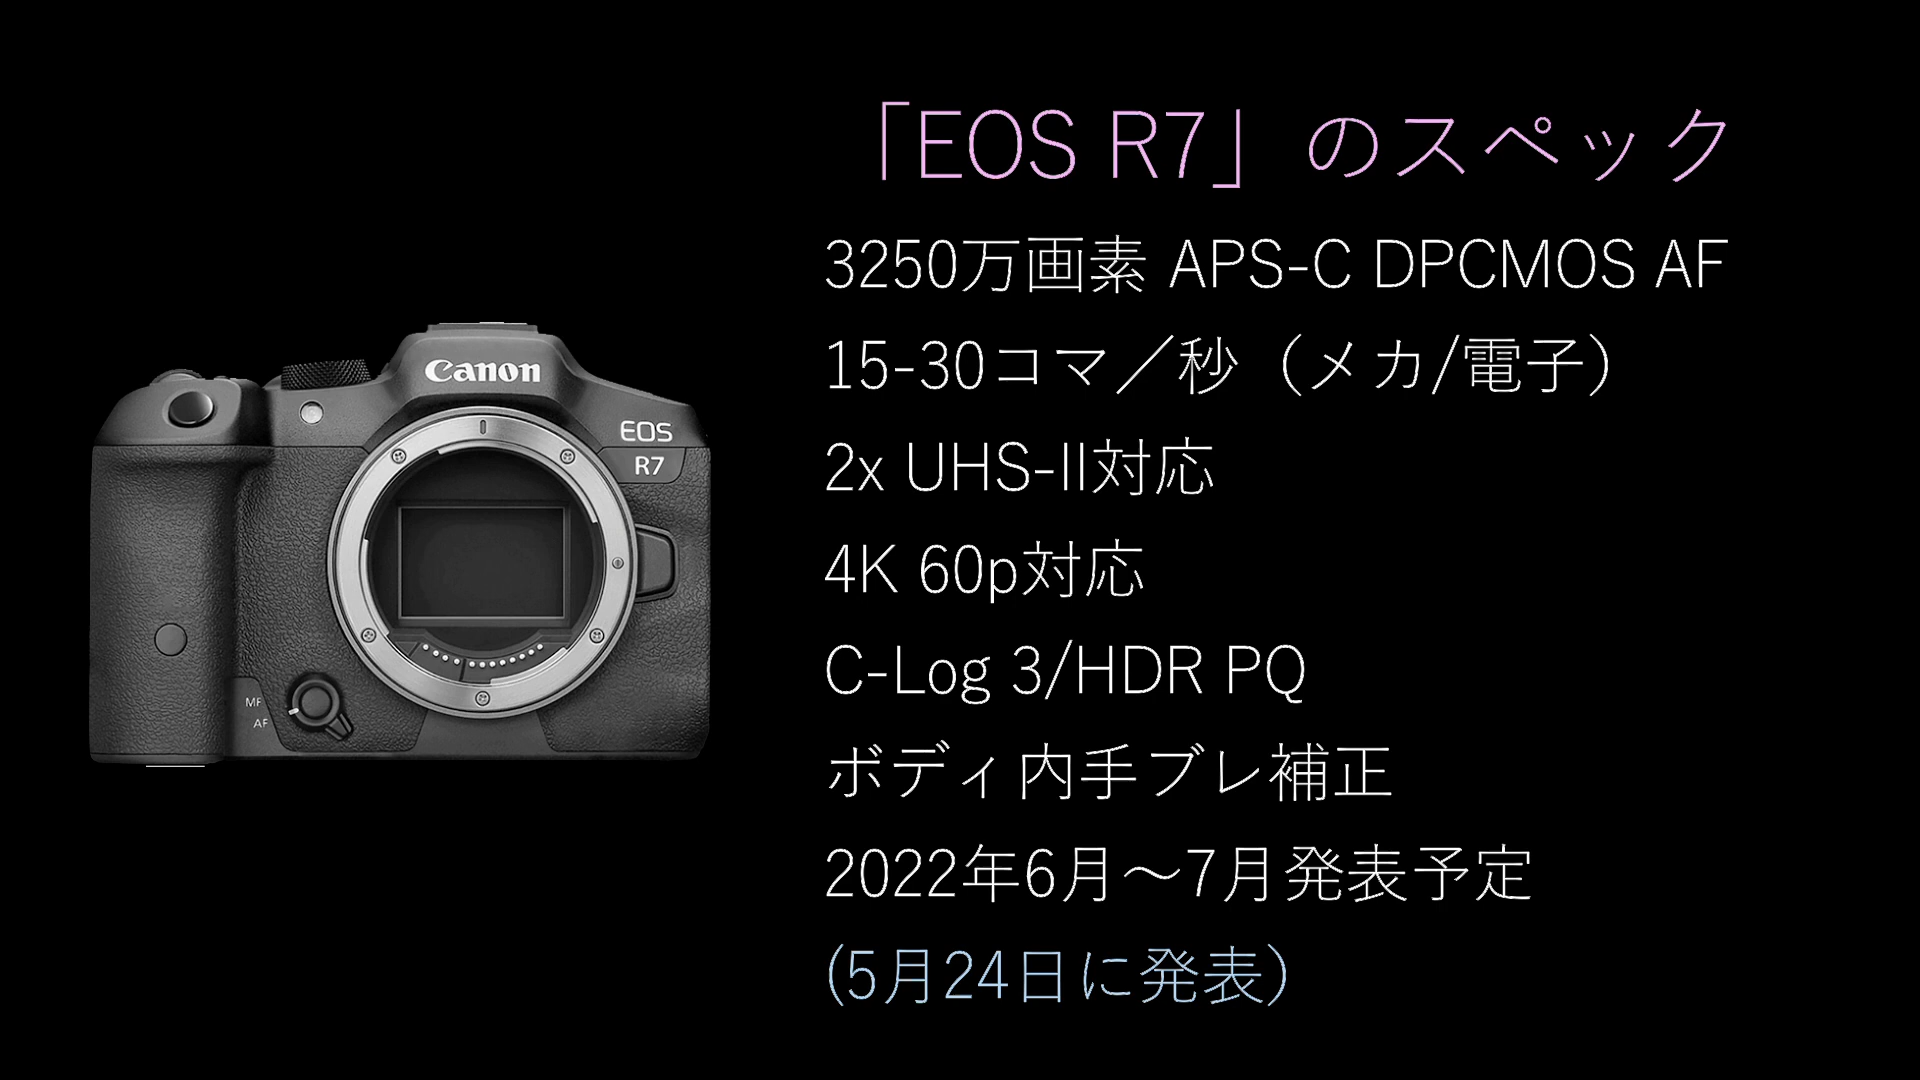 「EOS R7」のスペック
3250万画素 APS-C DPCMOS AF
15-30コマ／秒（メカ/電子）
2x UHS-II対応
4K 60p対応
C-Log 3/HDR PQ
ボディ内手ブレ補正
2022年6月～7月発表予定
(5月24日に発表)
Canon
EOS
R7
MF
AF